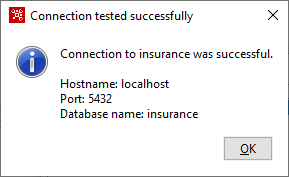 Connection tested successfully
Connection to insurance was successful.
Hostname: localhost
Port: 5432
Database name: insurance
OK